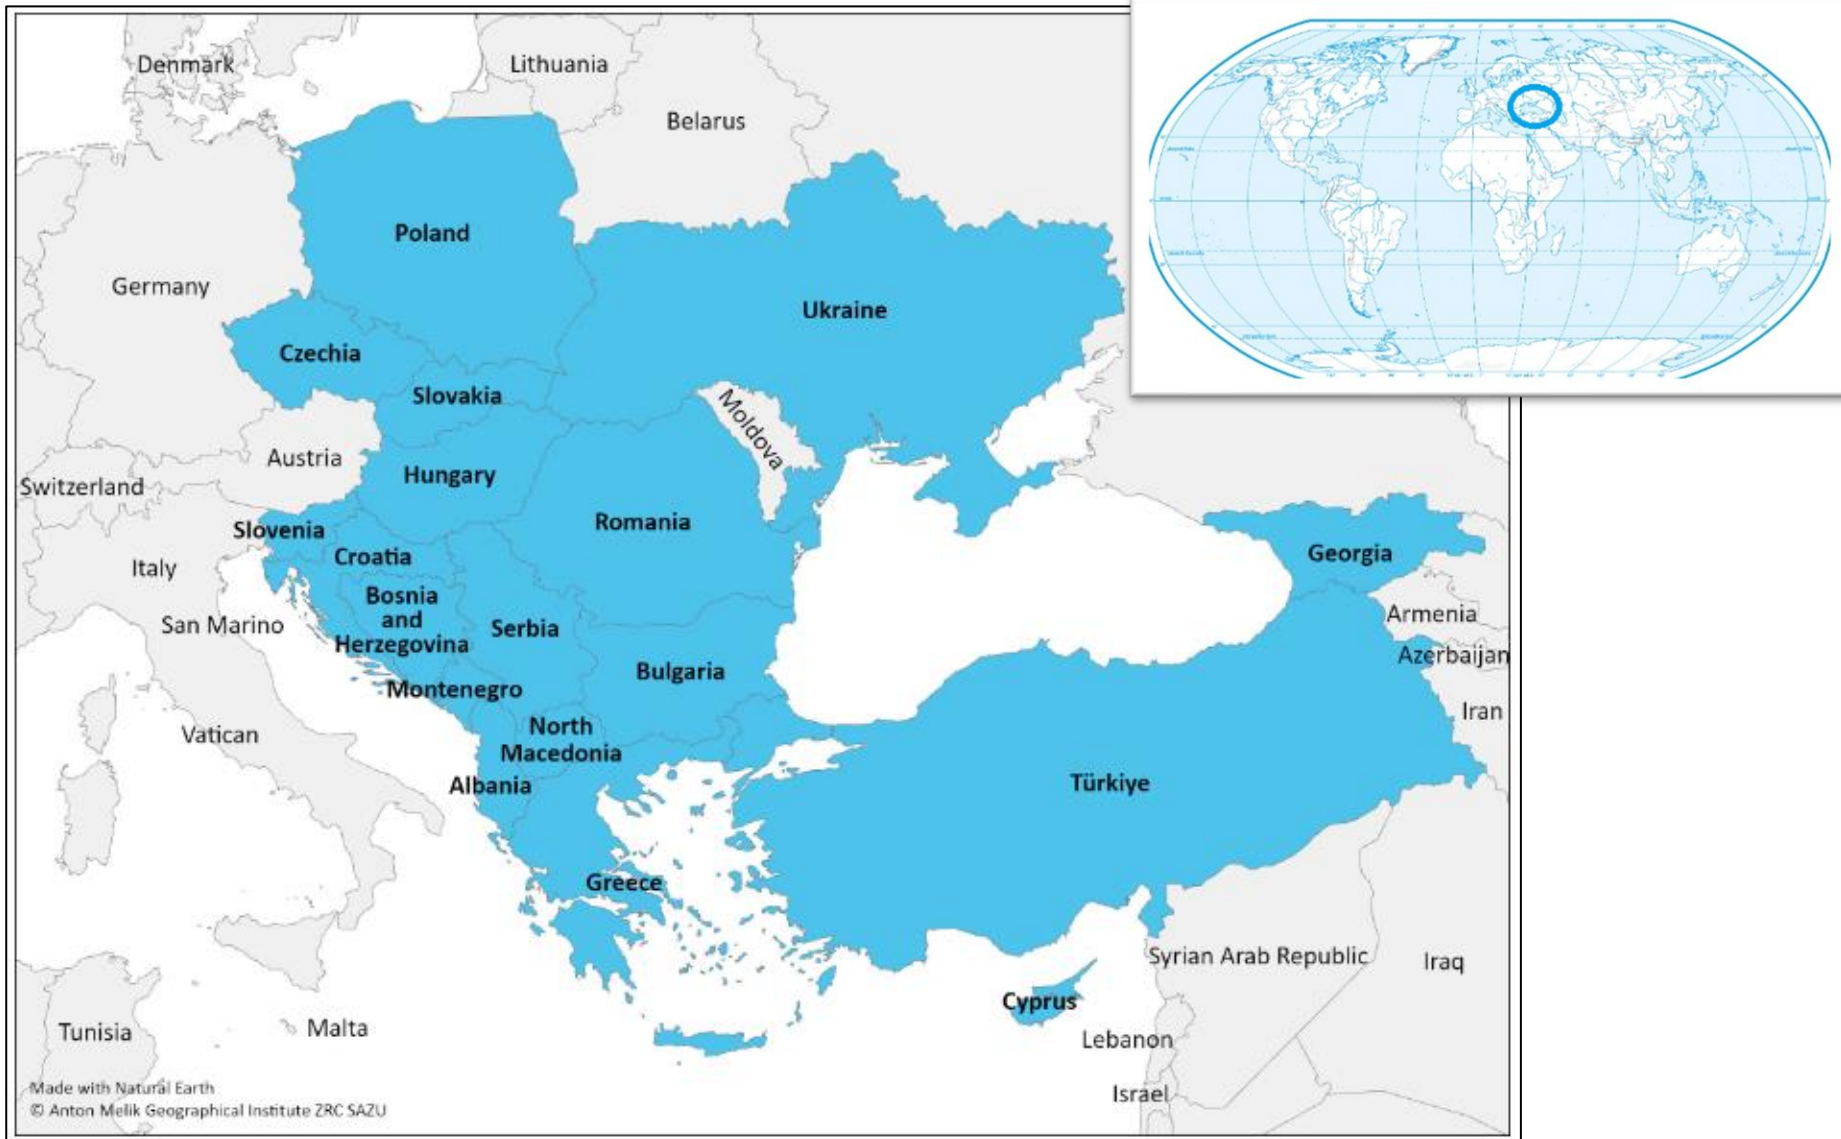 Denmark
Lithuania
Belarus
Poland
Germany
Ukraine
Czechia
Slovakia
Moldova
Austria
Hungary
Switzerland
Romania
Slovenia
Croatia
Georgia
Italy
Bosnia
and
Herzegovina
Armenia
San Marino
Serbia
Azerbaijan
Bulgaria
Montenegro
Iran
North
Macedonia
Vatican
Albania
Türkiye
Greece
Syrian Arab Republic
Iraq
Cyprus
Malta
Tunisia
Lebanon
Israel
Made with Natural Earth
© Anton Melik Geographical Institute ZRC SAZU